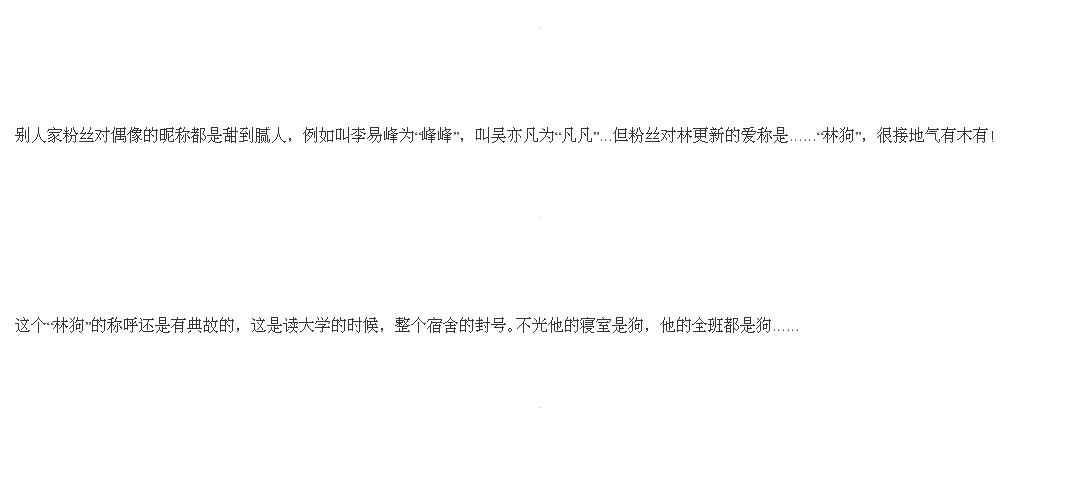 别人家粉丝对偶像的昵称都是甜到腻人，例如叫李易峰为“峰峰”，叫吴亦凡为“凡凡”...但粉丝对林更新的爱称是……“林狗”，很接地气有木有！
这个“林狗”的称呼还是有典故的，这是读大学的时候，整个宿舍的封号。不光他的寝室是狗，他的全班都是狗……